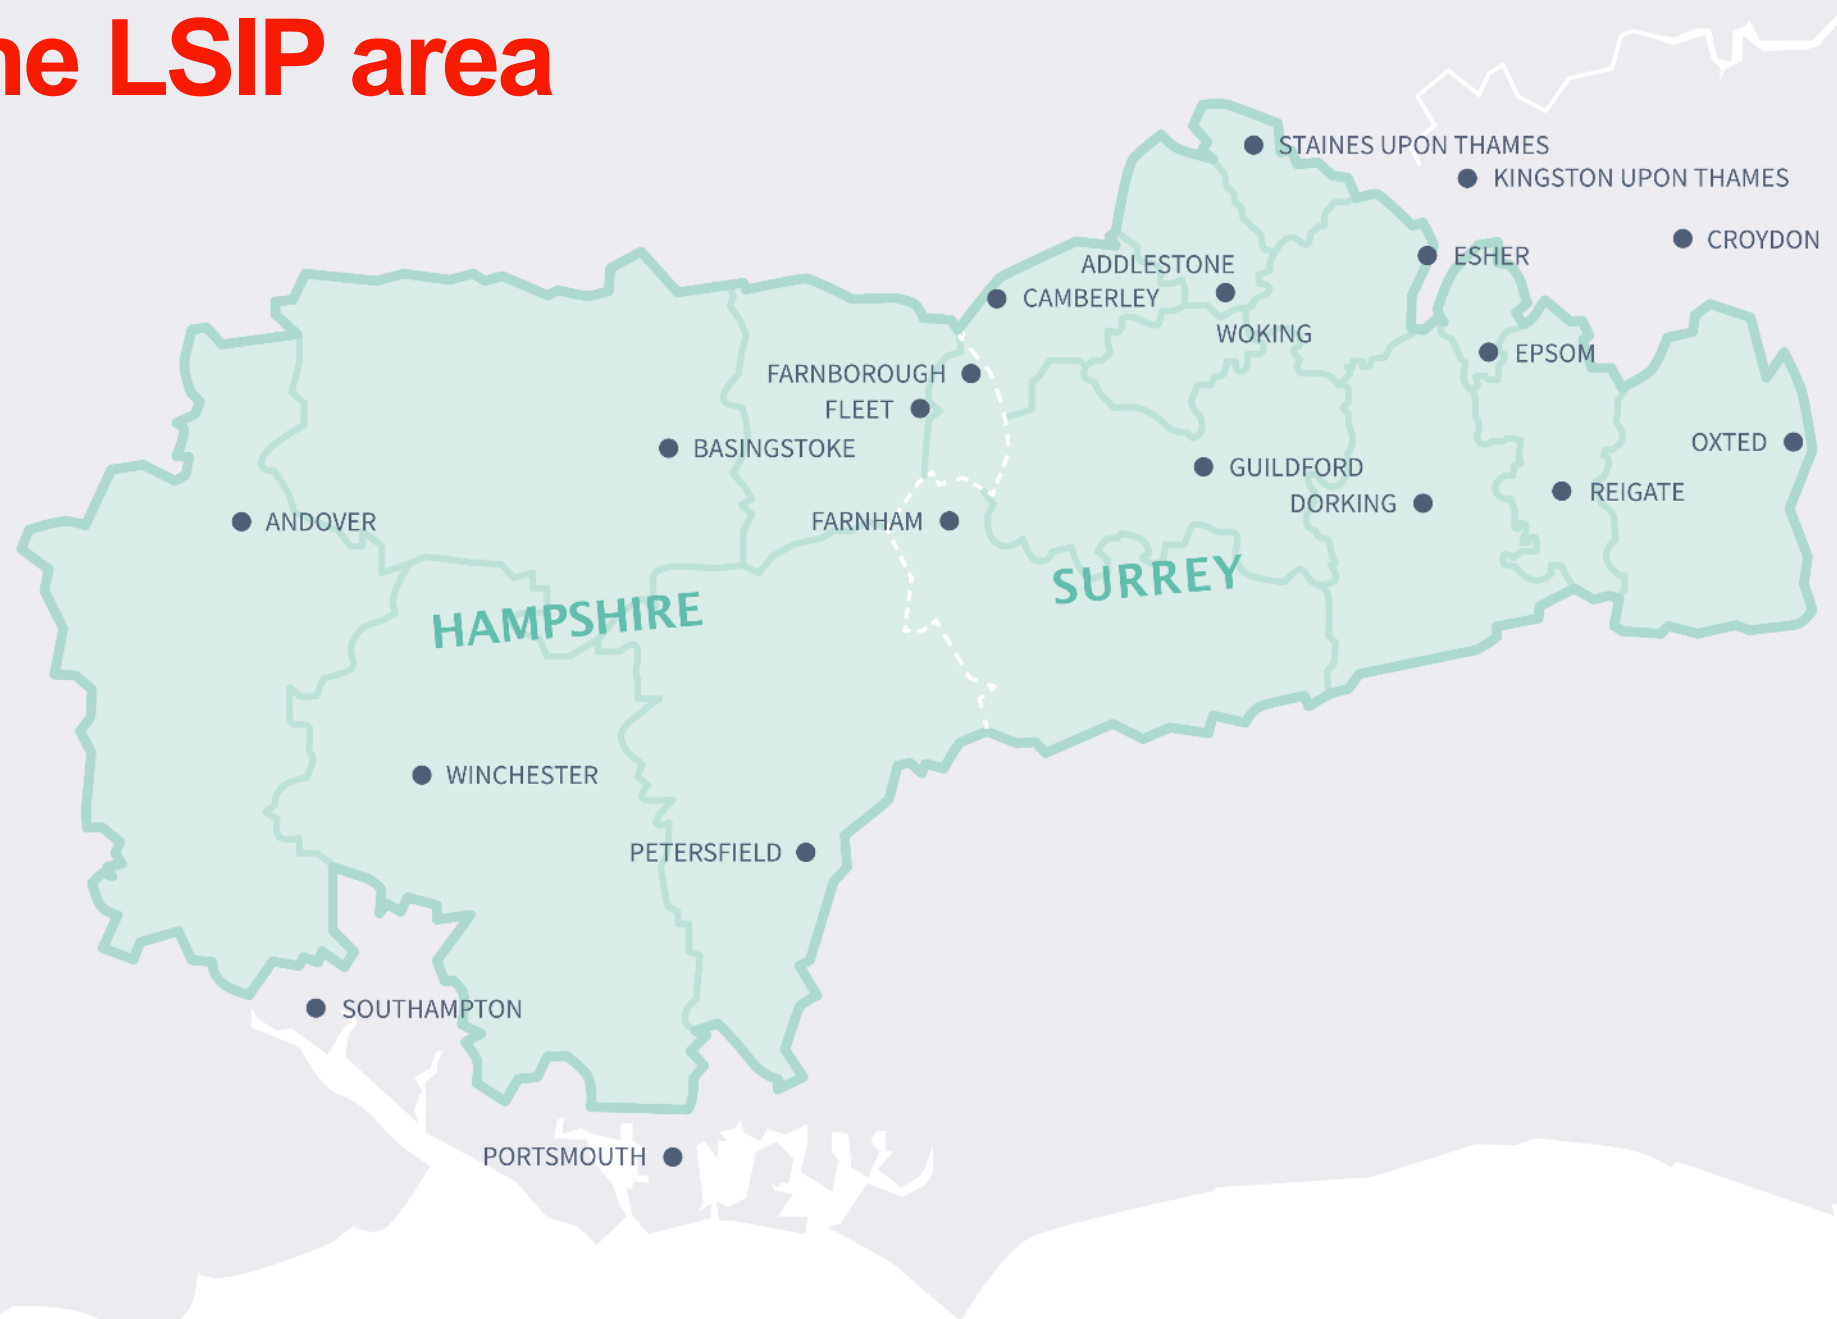 ne LSIP area
STAINES UPON THAMES
KINGSTON UPON THAMES
CROYDON
ESHER
ADDLESTONE
CAMBERLEY
WOKING
EPSOM
FARNBOROUGH
FLEET
BASINGSTOKE
OXTED
GUILDFORD
REIGATE
DORKING
ANDOVER
FARNHAM
SURREY
HAMPSHIRE
WINCHESTER
PETERSFIELD
SOUTHAMPTON
PORTSMOUTH